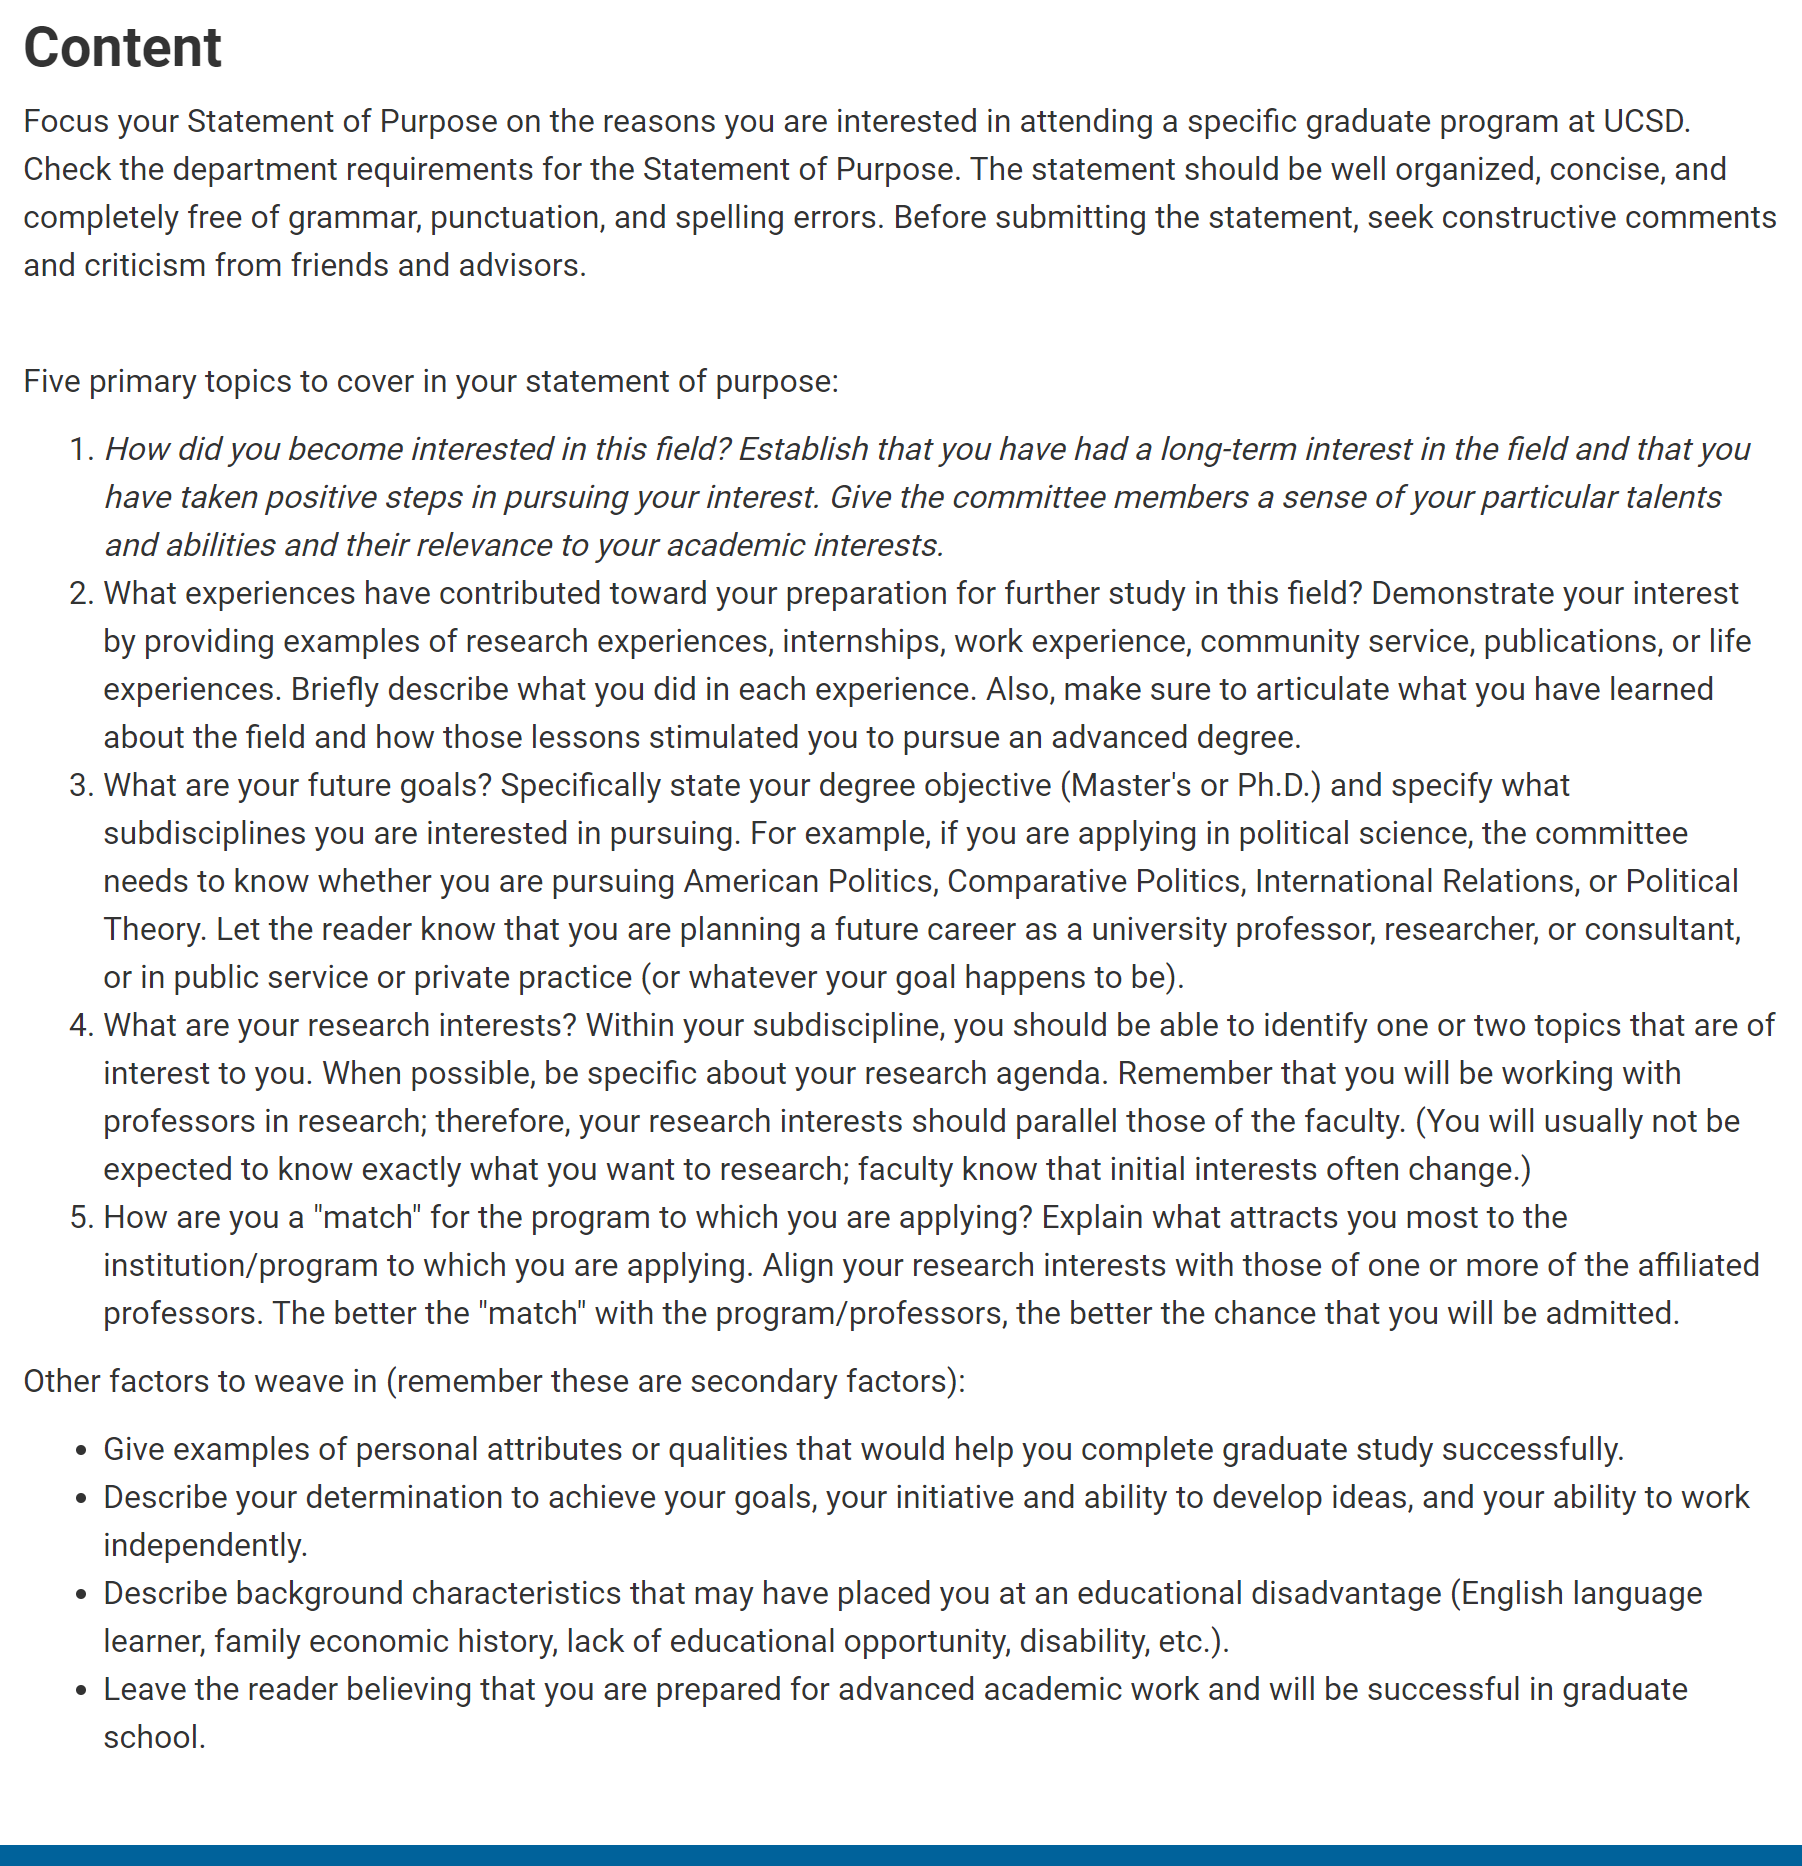 Content
Focus your Statement of Purpose on the reasons you are interested in attending a specific graduate program at UCSD.
Check the department requirements for the Statement of Purpose. The statement should be well organized, concise, and
completely free of grammar, punctuation, and spelling errors. Before submitting the statement, seek constructive comments
and criticism from friends and advisors.
Five primary topics to cover in your statement of purpose:
1. How did you become interested in this field? Establish that you have had a long-term interest in the field and that you
have taken positive steps in pursuing your interest. Give the committee members a sense of your particular talents
and abilities and their relevance to your academic interests.
2. What experiences have contributed toward your preparation for further study in this field? Demonstrate your interest
by providing examples of research experiences, internships, work experience, community service, publications, or life
experiences. Briefly describe what you did in each experience. Also, make sure to articulate what you have learned
about the field and how those lessons stimulated you to pursue an advanced degree.
3. What are your future goals? Specifically state your degree objective (Master's or Ph.D.) and specify what
subdisciplines you are interested in pursuing. For example, if you are applying in political science, the committee
needs to know whether you are pursuing American Politics, Comparative Politics, International Relations, or Political
Theory. Let the reader know that you are planning a future career as a university professor, researcher, or consultant,
or in public service or private practice (or whatever your goal happens to be).
4. What are your research interests? Within your subdiscipline, you should be able to identify one or two topics that are of
interest to you. When possible, be specific about your research agenda. Remember that you will be working with
professors in research; therefore, your research interests should parallel those of the faculty. (You will usually not be
expected to know exactly what you want to research; faculty know that initial interests often change.)
5. How are you a "match" for the program to which you are applying? Explain what attracts you most to the
institution/program to which you are applying. Align your research interests with those of one or more of the affiliated
professors. The better the "match" with the program/professors, the better the chance that you will be admitted.
Other factors to weave in (remember these are secondary factors):
• Give examples of personal attributes or qualities that would help you complete graduate study successfully.
• Describe your determination to achieve your goals, your initiative and ability to develop ideas, and your ability to work
independently.
• Describe background characteristics that may have placed you at an educational disadvantage (English language
learner, family economic history, lack of educational opportunity, disability, etc.).
• Leave the reader believing that you are prepared for advanced academic work and will be successful in graduate
school.